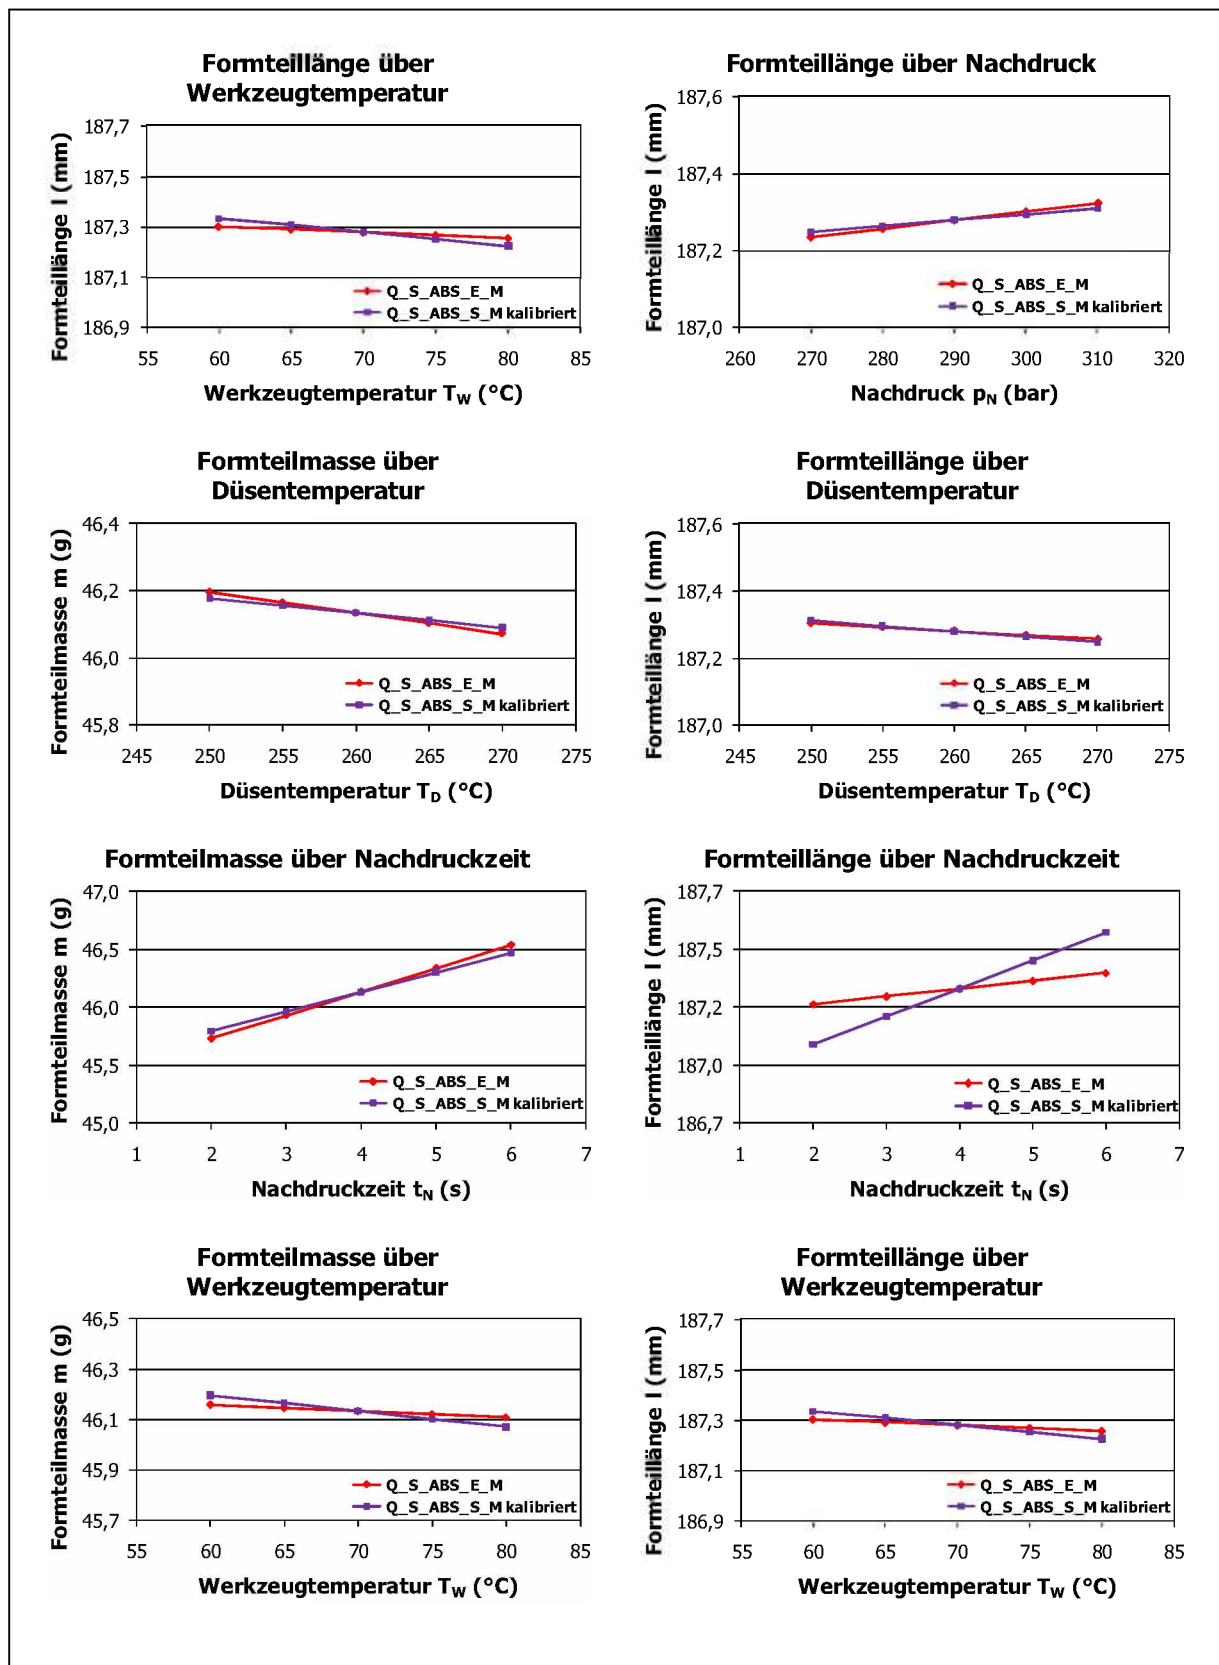 Formteillänge über
Werkzeugtemperatur
Formteillänge l (mm)
187,7
187,5
187,3
187,1
186,9
Q_S_ABS_E_M
Q_S_ABS_S_M kalibriert
55 60 65 70 75 80 85
Werkzeugtemperatur T_W (°C)
Formteillänge über Nachdruck
Formteillänge l (mm)
187,6
187,4
187,2
187,0
Q_S_ABS_E_M
Q_S_ABS_S_M kalibriert
260 270 280 290 300 310 320
Nachdruck p_N (bar)
Formteilmasse über
Düsentemperatur
Formteilmasse m (g)
46,4
46,2
46,0
45,8
Q_S_ABS_E_M
Q_S_ABS_S_M kalibriert
245 250 255 260 265 270 275
Düsentemperatur T_D (°C)
Formteillänge über
Düsentemperatur
Formteillänge l (mm)
187,6
187,4
187,2
187,0
Q_S_ABS_E_M
Q_S_ABS_S_M kalibriert
245 250 255 260 265 270 275
Düsentemperatur T_D (°C)
Formteilmasse über Nachdruckzeit
Formteilmasse m (g)
47,0
46,5
46,0
45,5
45,0
Q_S_ABS_E_M
Q_S_ABS_S_M kalibriert
1 2 3 4 5 6 7
Nachdruckzeit t_N (s)
Formteillänge über Nachdruckzeit
Formteillänge l (mm)
187,7
187,5
187,2
187,0
186,7
Q_S_ABS_E_M
Q_S_ABS_S_M kalibriert
1 2 3 4 5 6 7
Nachdruckzeit t_N (s)
Formteilmasse über
Werkzeugtemperatur
Formteilmasse m (g)
46,5
46,3
46,1
45,9
45,7
Q_S_ABS_E_M
Q_S_ABS_S_M kalibriert
55 60 65 70 75 80 85
Werkzeugtemperatur T_W (°C)
Formteillänge über
Werkzeugtemperatur
Formteillänge l (mm)
187,7
187,5
187,3
187,1
186,9
Q_S_ABS_E_M
Q_S_ABS_S_M kalibriert
55 60 65 70 75 80 85
Werkzeugtemperatur T_W (°C)